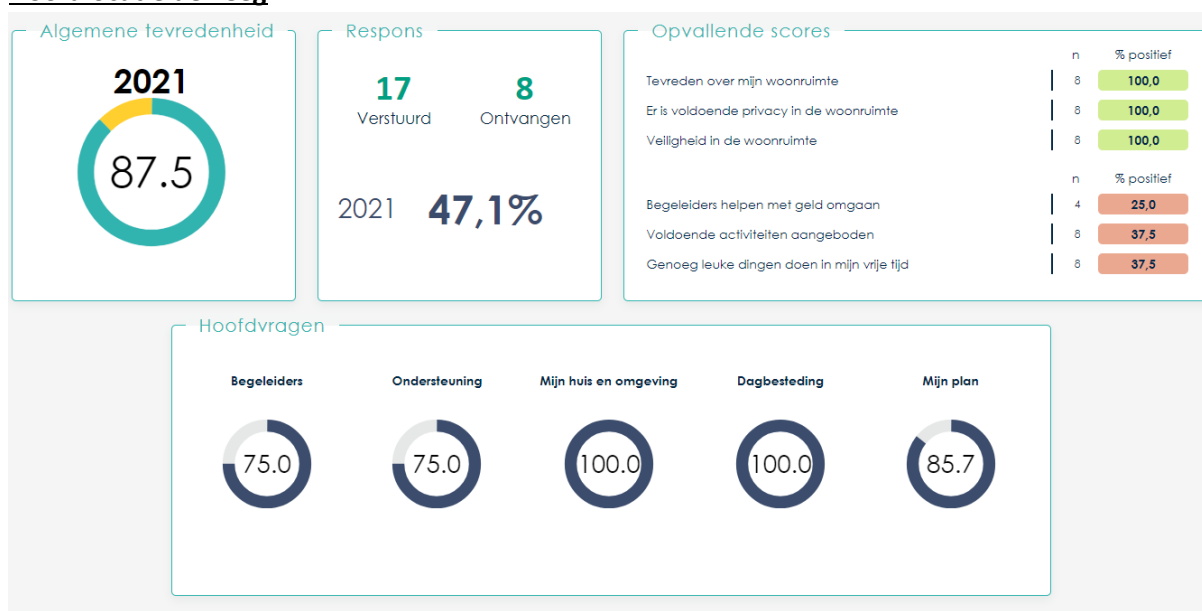 Algemene tevredenheid
2021
87.5
Respons
17
8
Verstuurd
Ontvangen
2021 47,1%
Opvallende scores
n % positief
Tevreden over mijn woonruimte 8 100,0
Er is voldoende privacy in de woonruimte 8 100,0
Veiligheid in de woonruimte 8 100,0
n % positief
Begeleiders helpen met geld omgaan 4 25,0
Voldoende activiteiten aangeboden 8 37,5
Genoeg leuke dingen doen in mijn vrije tijd 8 37,5
Hoofdvragen
Begeleiders Ondersteuning Mijn huis en omgeving Dagbesteding Mijn plan
75.0 75.0 100.0 100.0 85.7